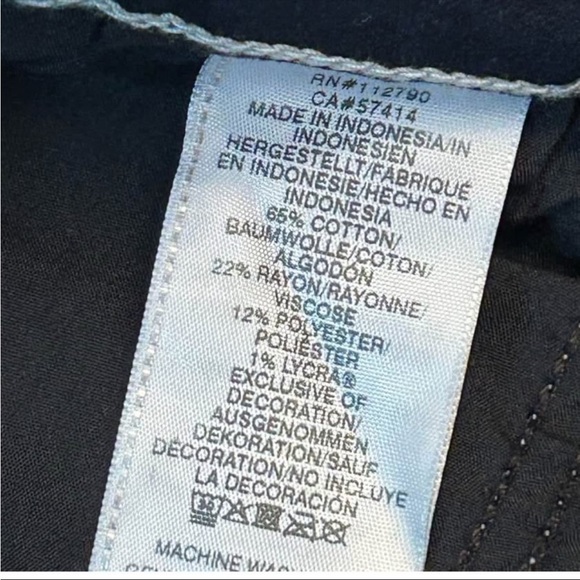 RN#112790
CA#57414
MADE IN INDONESIA/IN
INDONESIEN
HERGESTELLT/FABRIQUÉ
EN INDONESIE/HECHO EN
INDONESIA
65% COTTON/
BAUMWOLLE/COTON/
ALGODÓN
22% RAYON/RAYONNE/
VISCOSE
12% POLYESTER/
POLIÉSTER
1% LYCRA®
EXCLUSIVE OF
DECORATION/
AUSGENOMMEN
DEKORATION/SAUF
DÉCORATION/NO INCLUYE
LA DECORACIÓN
30
MACHINE